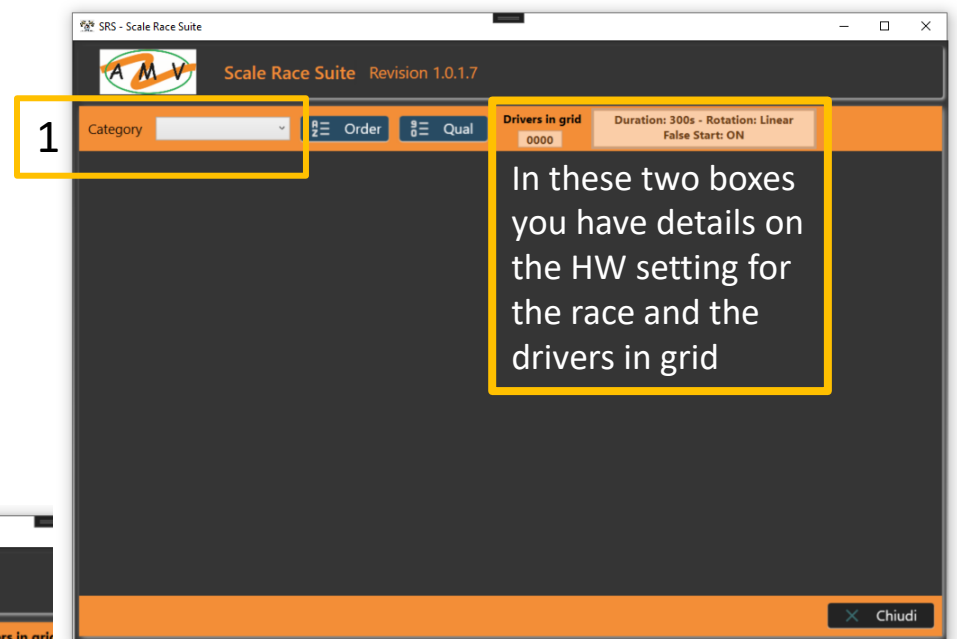 SRS - Scale Race Suite
A M V
Scale Race Suite Revision 1.0.1.7
1
Category
Order
Qual
Drivers in grid
0000
Duration: 300s - Rotation: Linear
False Start: ON
In these two boxes
you have details on
the HW setting for
the race and the
drivers in grid
Chiudi